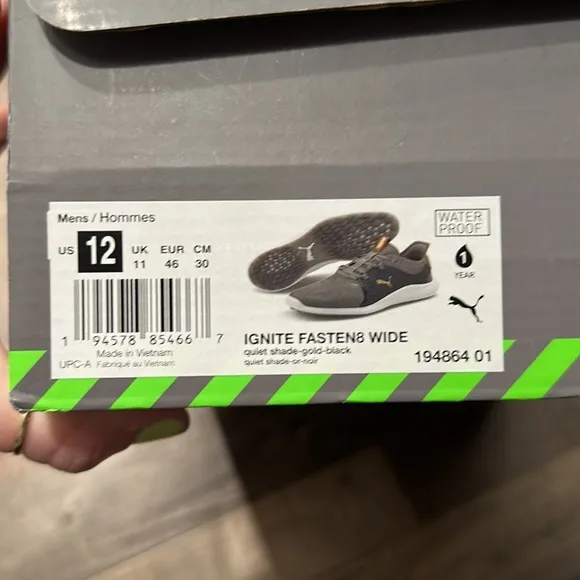 Mens / Hommes
US 12 UK 11 EUR 46 CM 30
WATER
PROOF
1
YEAR
1 94578 85466 7
Made in Vietnam
UPC-A Fabriqué au Vietnam
IGNITE FASTEN8 WIDE
quiet shade-gold-black
quiet shade-or-noir
194864 01